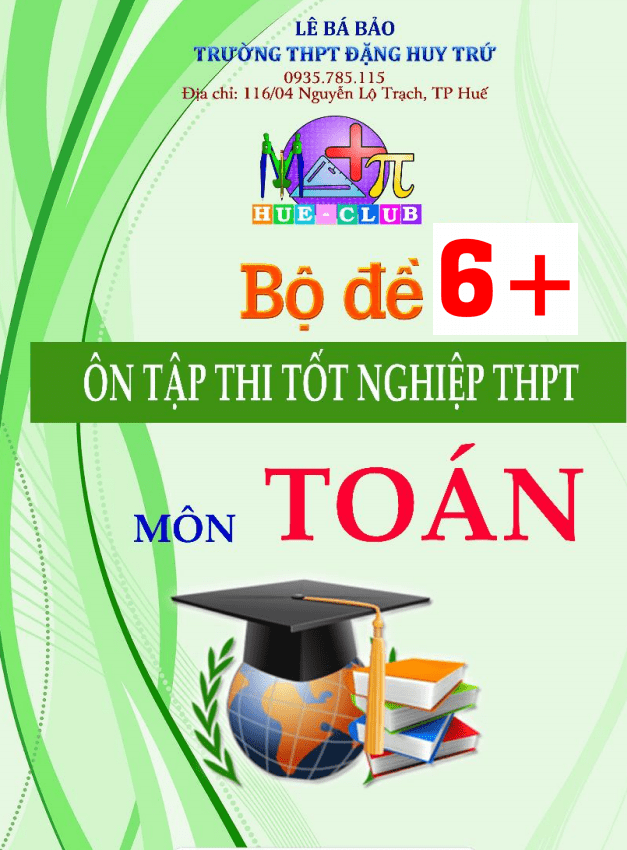 LÊ BÁ BẢO
TRƯỜNG THPT ĐẶNG HUY TRỨ
0935.785.115
Địa chỉ: 116/04 Nguyễn Lộ Trạch, TP Huế
M+π
HUE-CLUB
Bộ đề 6+
ÔN TẬP THI TỐT NGHIỆP THPT
MÔN TOÁN